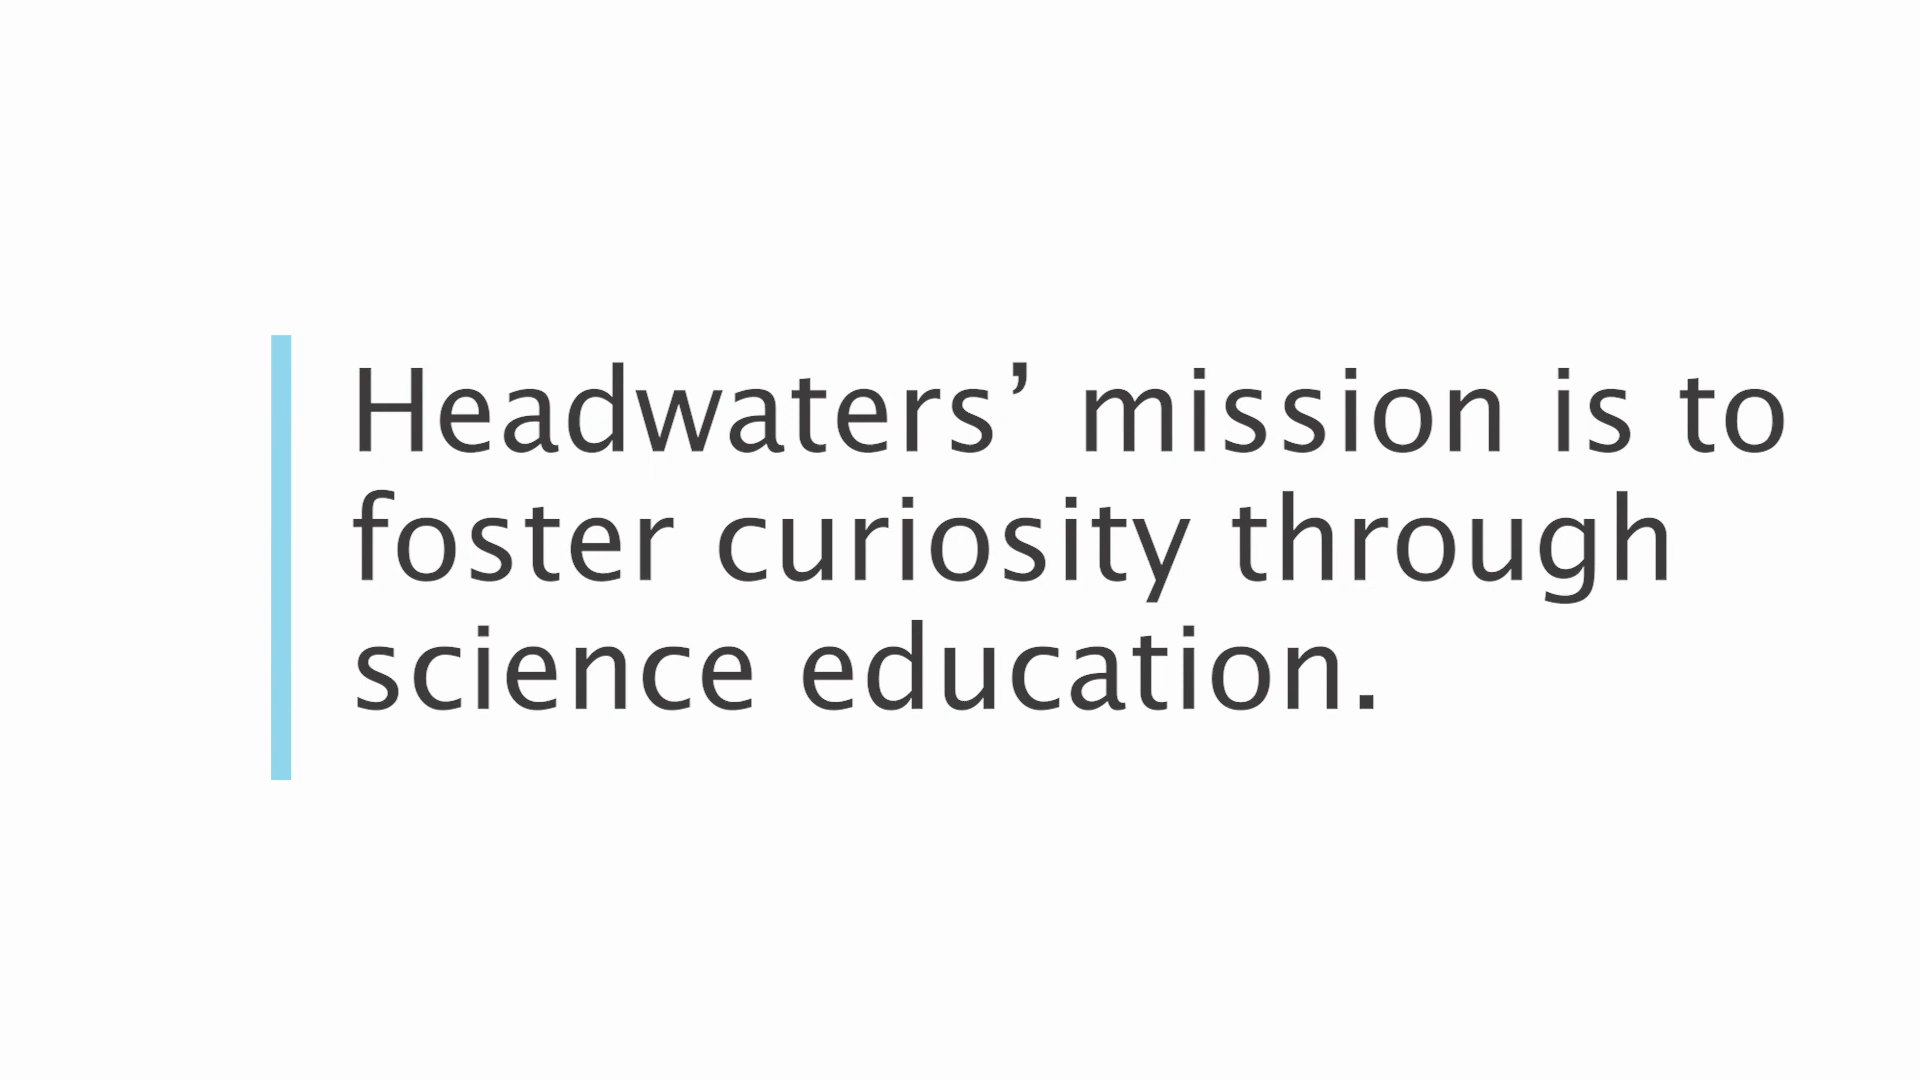 Headwaters’ mission is to
foster curiosity through
science education.